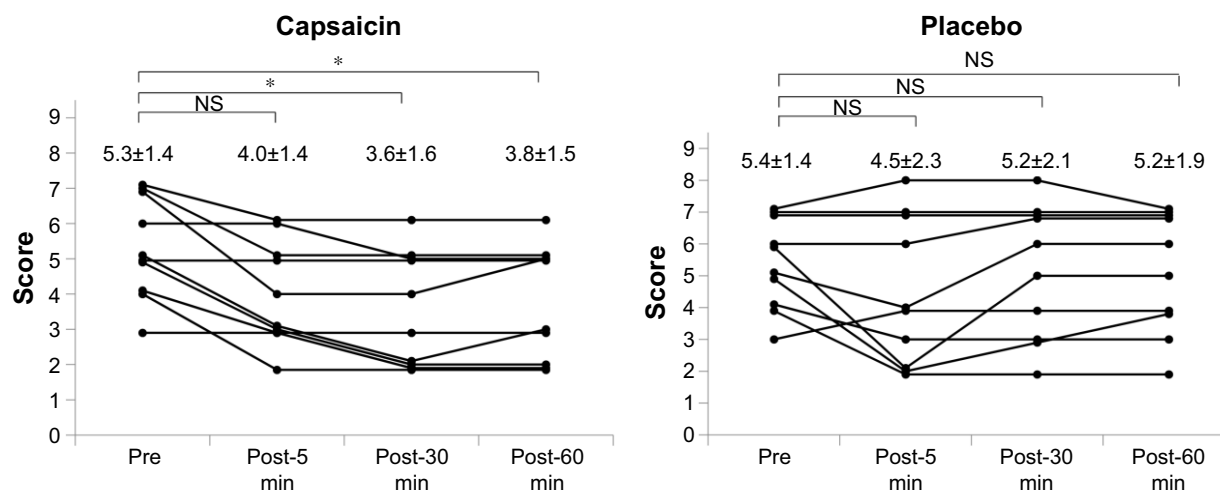 Capsaicin
*
*
NS
Score
9
8
7
6
5
4
3
2
1
0
5.3±1.4 4.0±1.4 3.6±1.6 3.8±1.5
Pre Post-5 Post-30 Post-60
min min min
Placebo
NS
NS
NS
Score
9
8
7
6
5
4
3
2
1
0
5.4±1.4 4.5±2.3 5.2±2.1 5.2±1.9
Pre Post-5 Post-30 Post-60
min min min